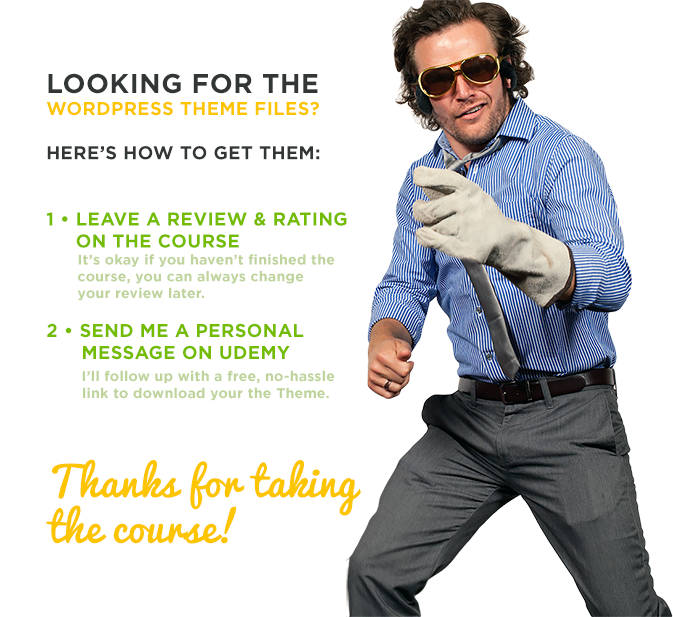 LOOKING FOR THE
WORDPRESS THEME FILES?
HERE'S HOW TO GET THEM:
1 • LEAVE A REVIEW & RATING
ON THE COURSE
It's okay if you haven't finished the
course, you can always change
your review later.
2 • SEND ME A PERSONAL
MESSAGE ON UDEMY
I'll follow up with a free, no-hassle
link to download your the Theme.
Thanks for taking
the course!